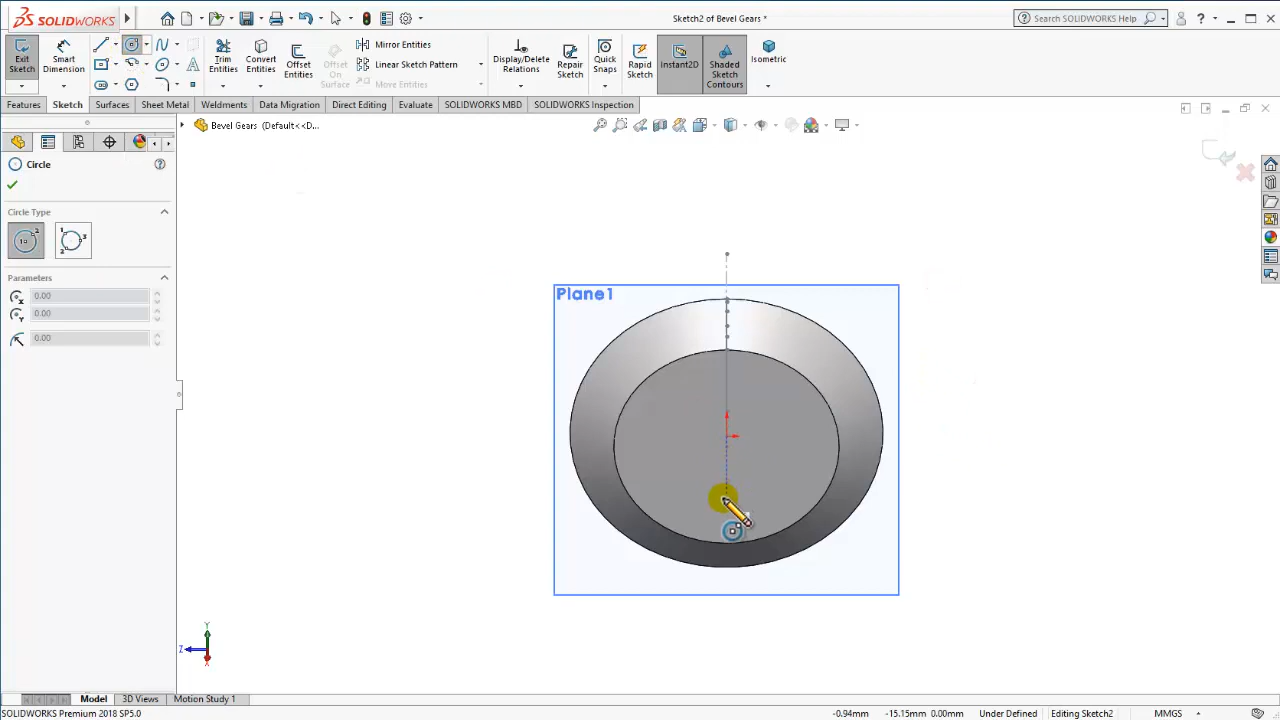 SOLIDWORKS
Sketch2 of Bevel Gears *
Search SOLIDWORKS Help
Exit Sketch
Smart Dimension
Trim Entities
Convert Entities
Offset Entities
Offset On Surface
Mirror Entities
Linear Sketch Pattern
Move Entities
Display/Delete Relations
Repair Sketch
Quick Snaps
Rapid Sketch
Instant2D
Shaded Sketch Contours
Isometric
Features
Sketch
Surfaces
Sheet Metal
Weldments
Data Migration
Direct Editing
Evaluate
SOLIDWORKS MBD
SOLIDWORKS Inspection
Bevel Gears (Default<<D...
Circle
Circle Type
Parameters
0.00
0.00
0.00
Plane1
Y
Z
X
Model
3D Views
Motion Study 1
SOLIDWORKS Premium 2018 SP5.0
-0.94mm
-15.15mm 0.00mm
Under Defined
Editing Sketch2
MMGS